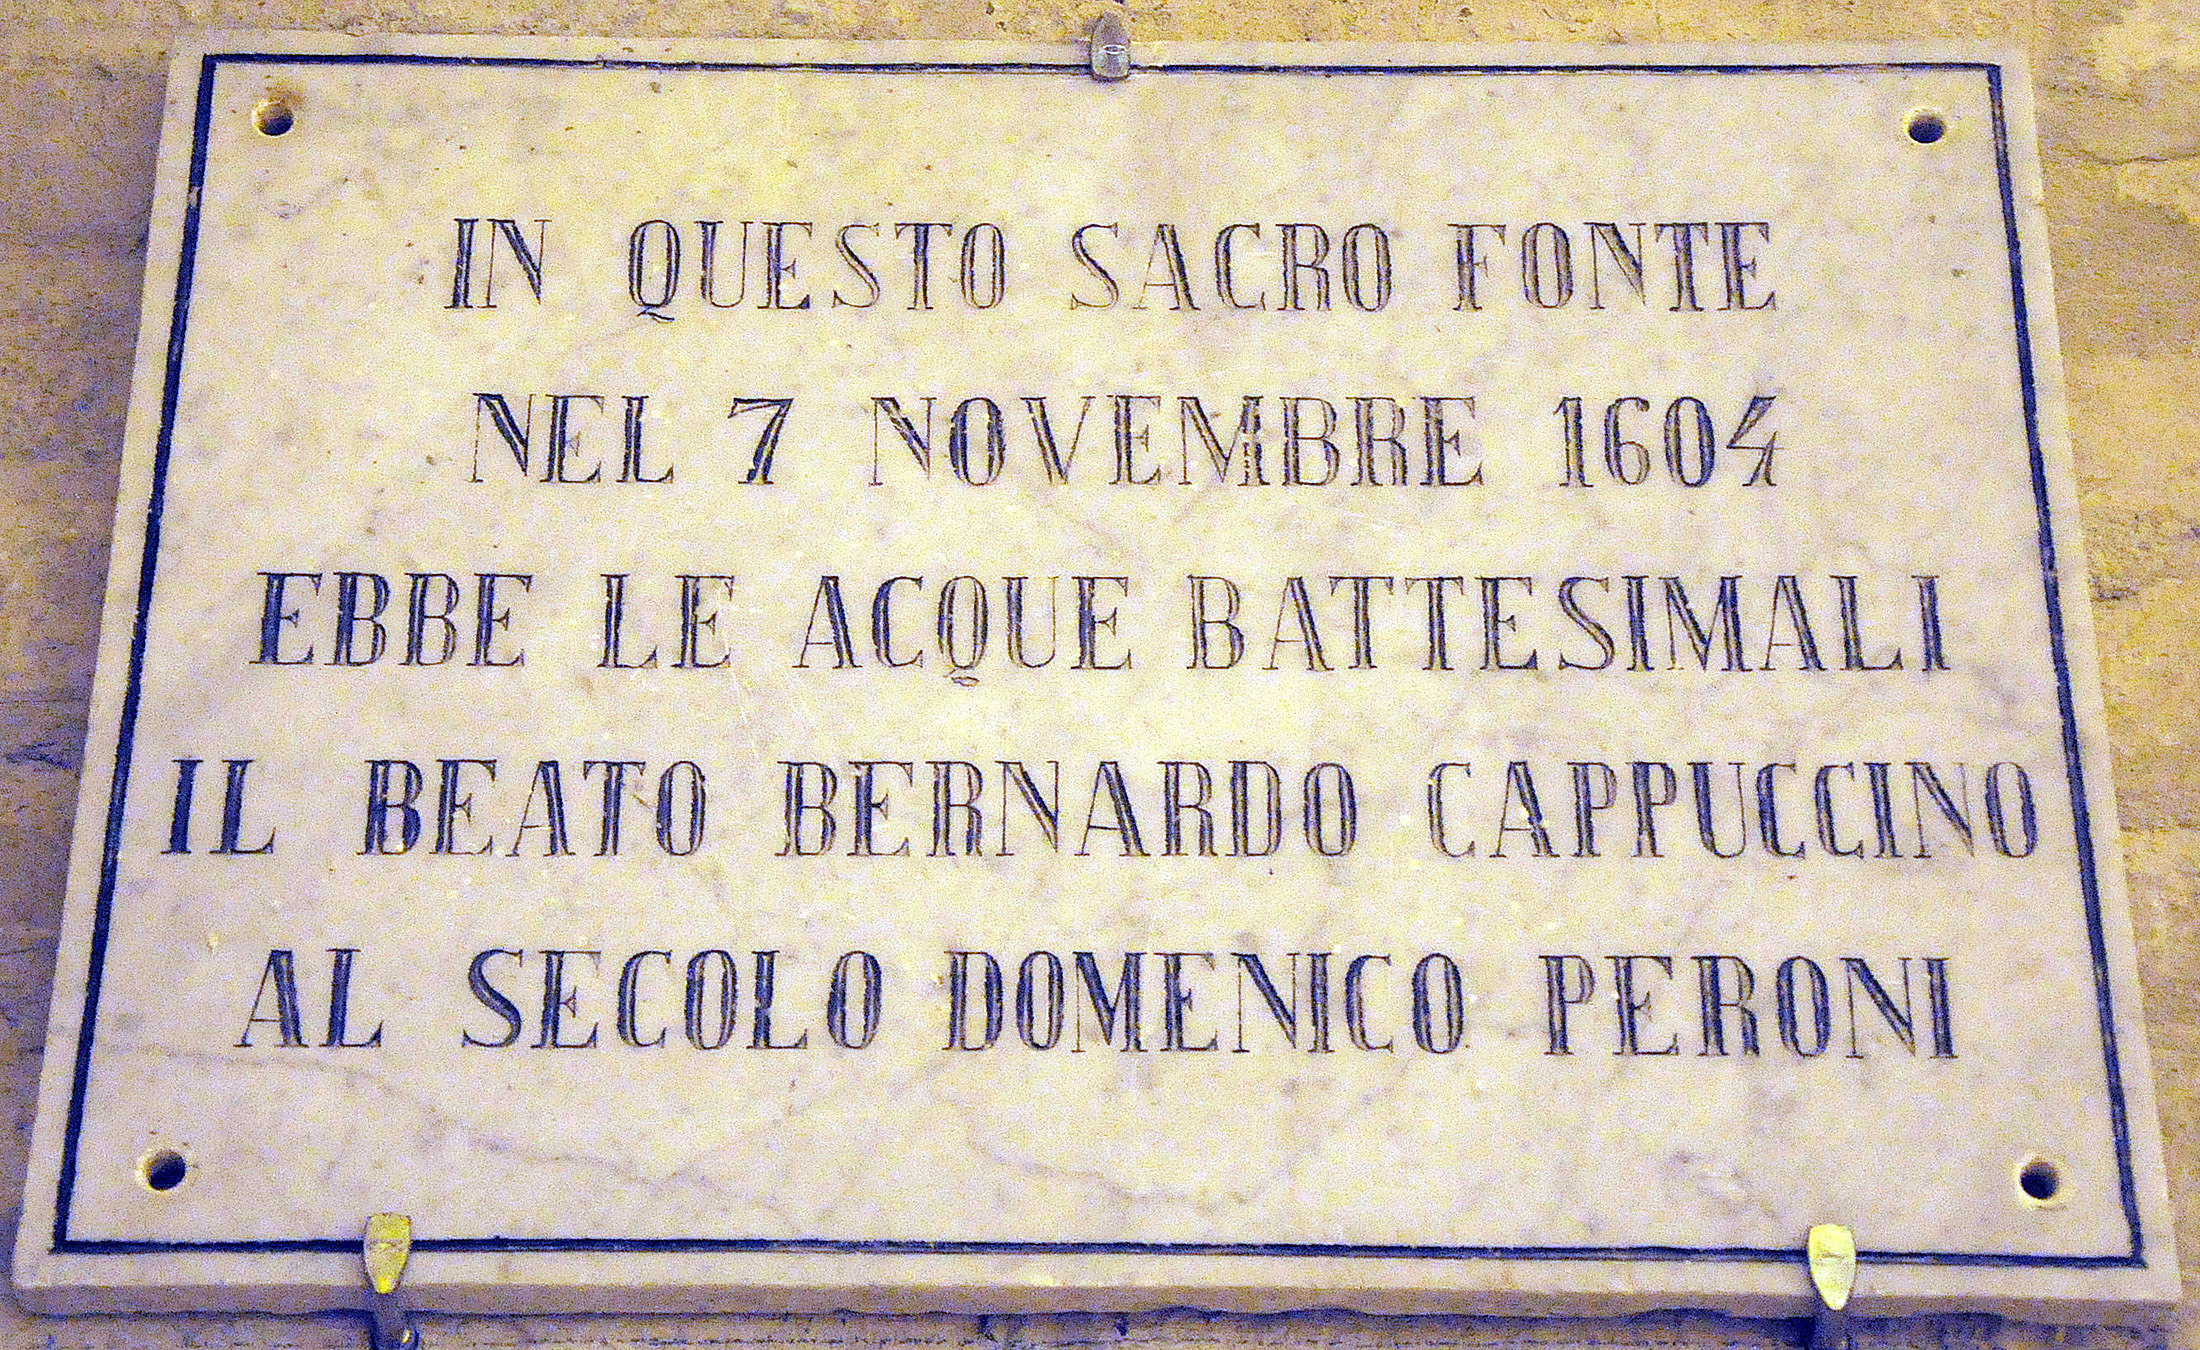 IN QUESTO SACRO FONTE
NEL 7 NOVEMBRE 1604
EBBE LE ACQUE BATTESIMALI
IL BEATO BERNARDO CAPPUCCINO
AL SECOLO DOMENICO PERONI